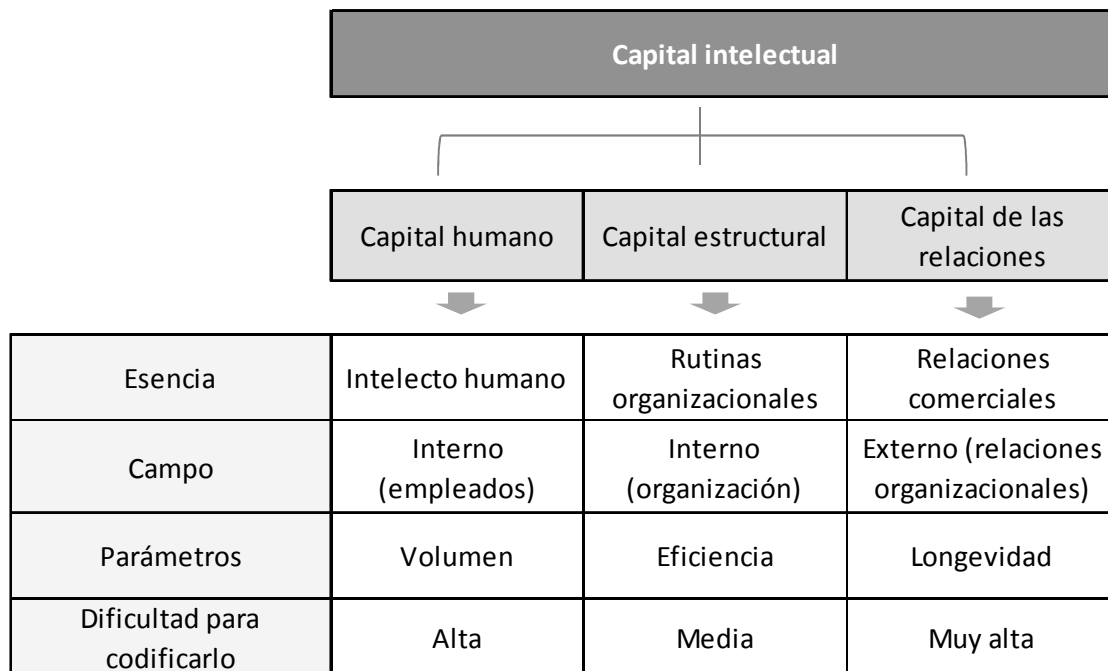 Capital intelectual
Capital humano
Capital estructural
Capital de las
relaciones
Esencia
Intelecto humano
Rutinas
organizacionales
Relaciones
comerciales
Campo
Interno
(empleados)
Interno
(organización)
Externo (relaciones
organizacionales)
Parámetros
Volumen
Eficiencia
Longevidad
Dificultad para
codificarlo
Alta
Media
Muy alta